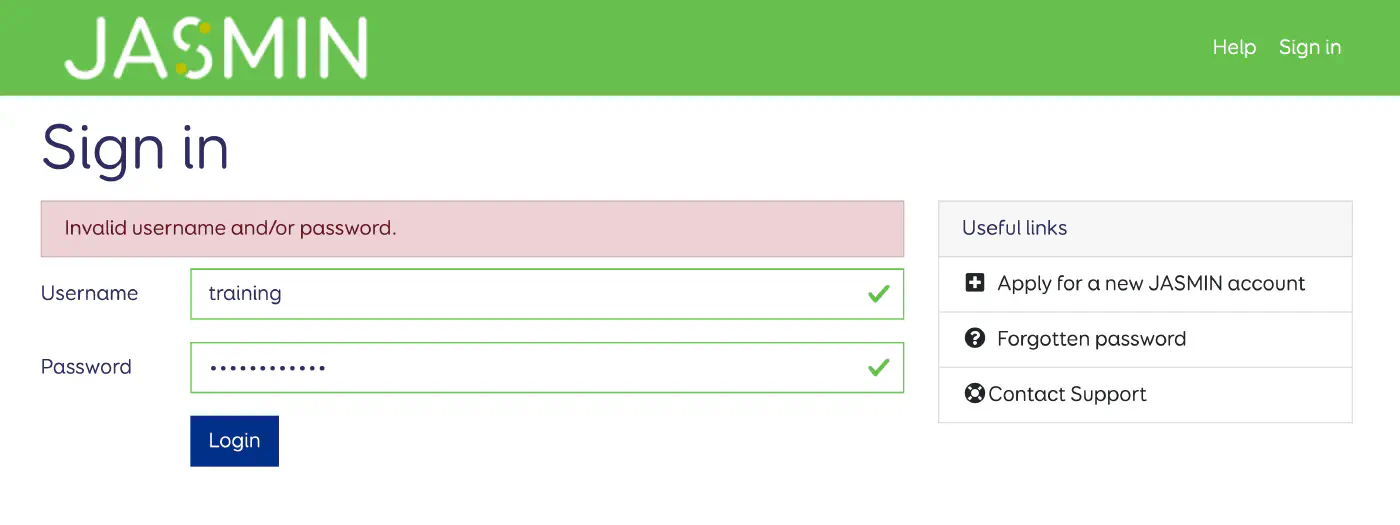 JASMIN
Help Sign in
Sign in
Invalid username and/or password.
Username training
Password ••••••••••••
Login
Useful links
Apply for a new JASMIN account
Forgotten password
Contact Support